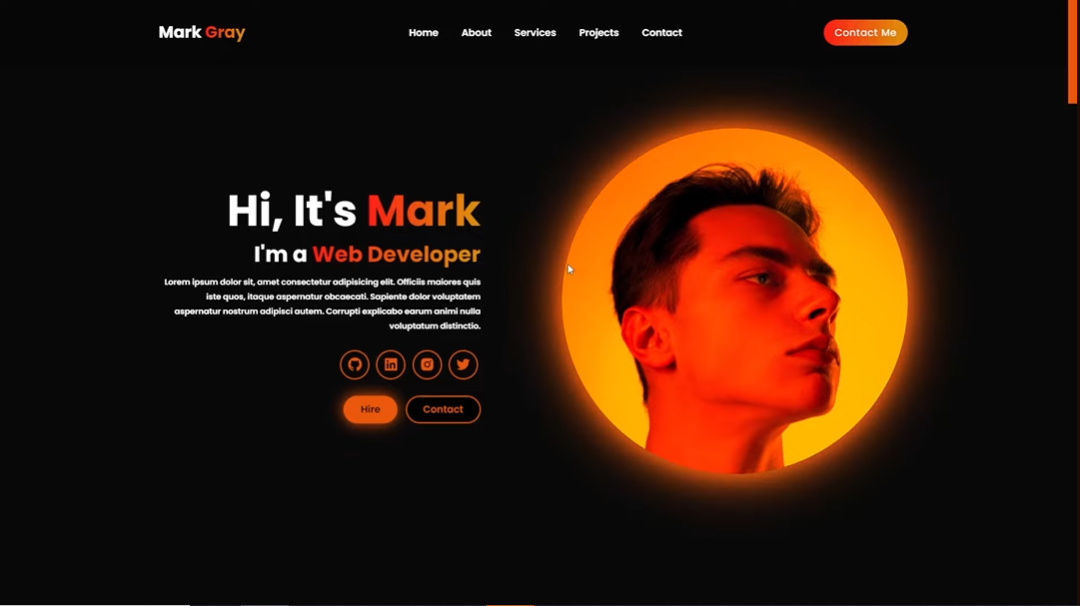 Mark Gray
Home About Services Projects Contact
Contact Me
Hi, It's Mark
I'm a Web Developer
Lorem ipsum dolor sit, amet consectetur adipisicing elit. Officiis maiores quis
iste quos, itaque aspernatur obcaecati. Sapiente dolor voluptatem
aspernatur nostrum adipisci autem. Corrupti explicabo earum animi nulla
voluptatum distinctio.
in
Hire Contact